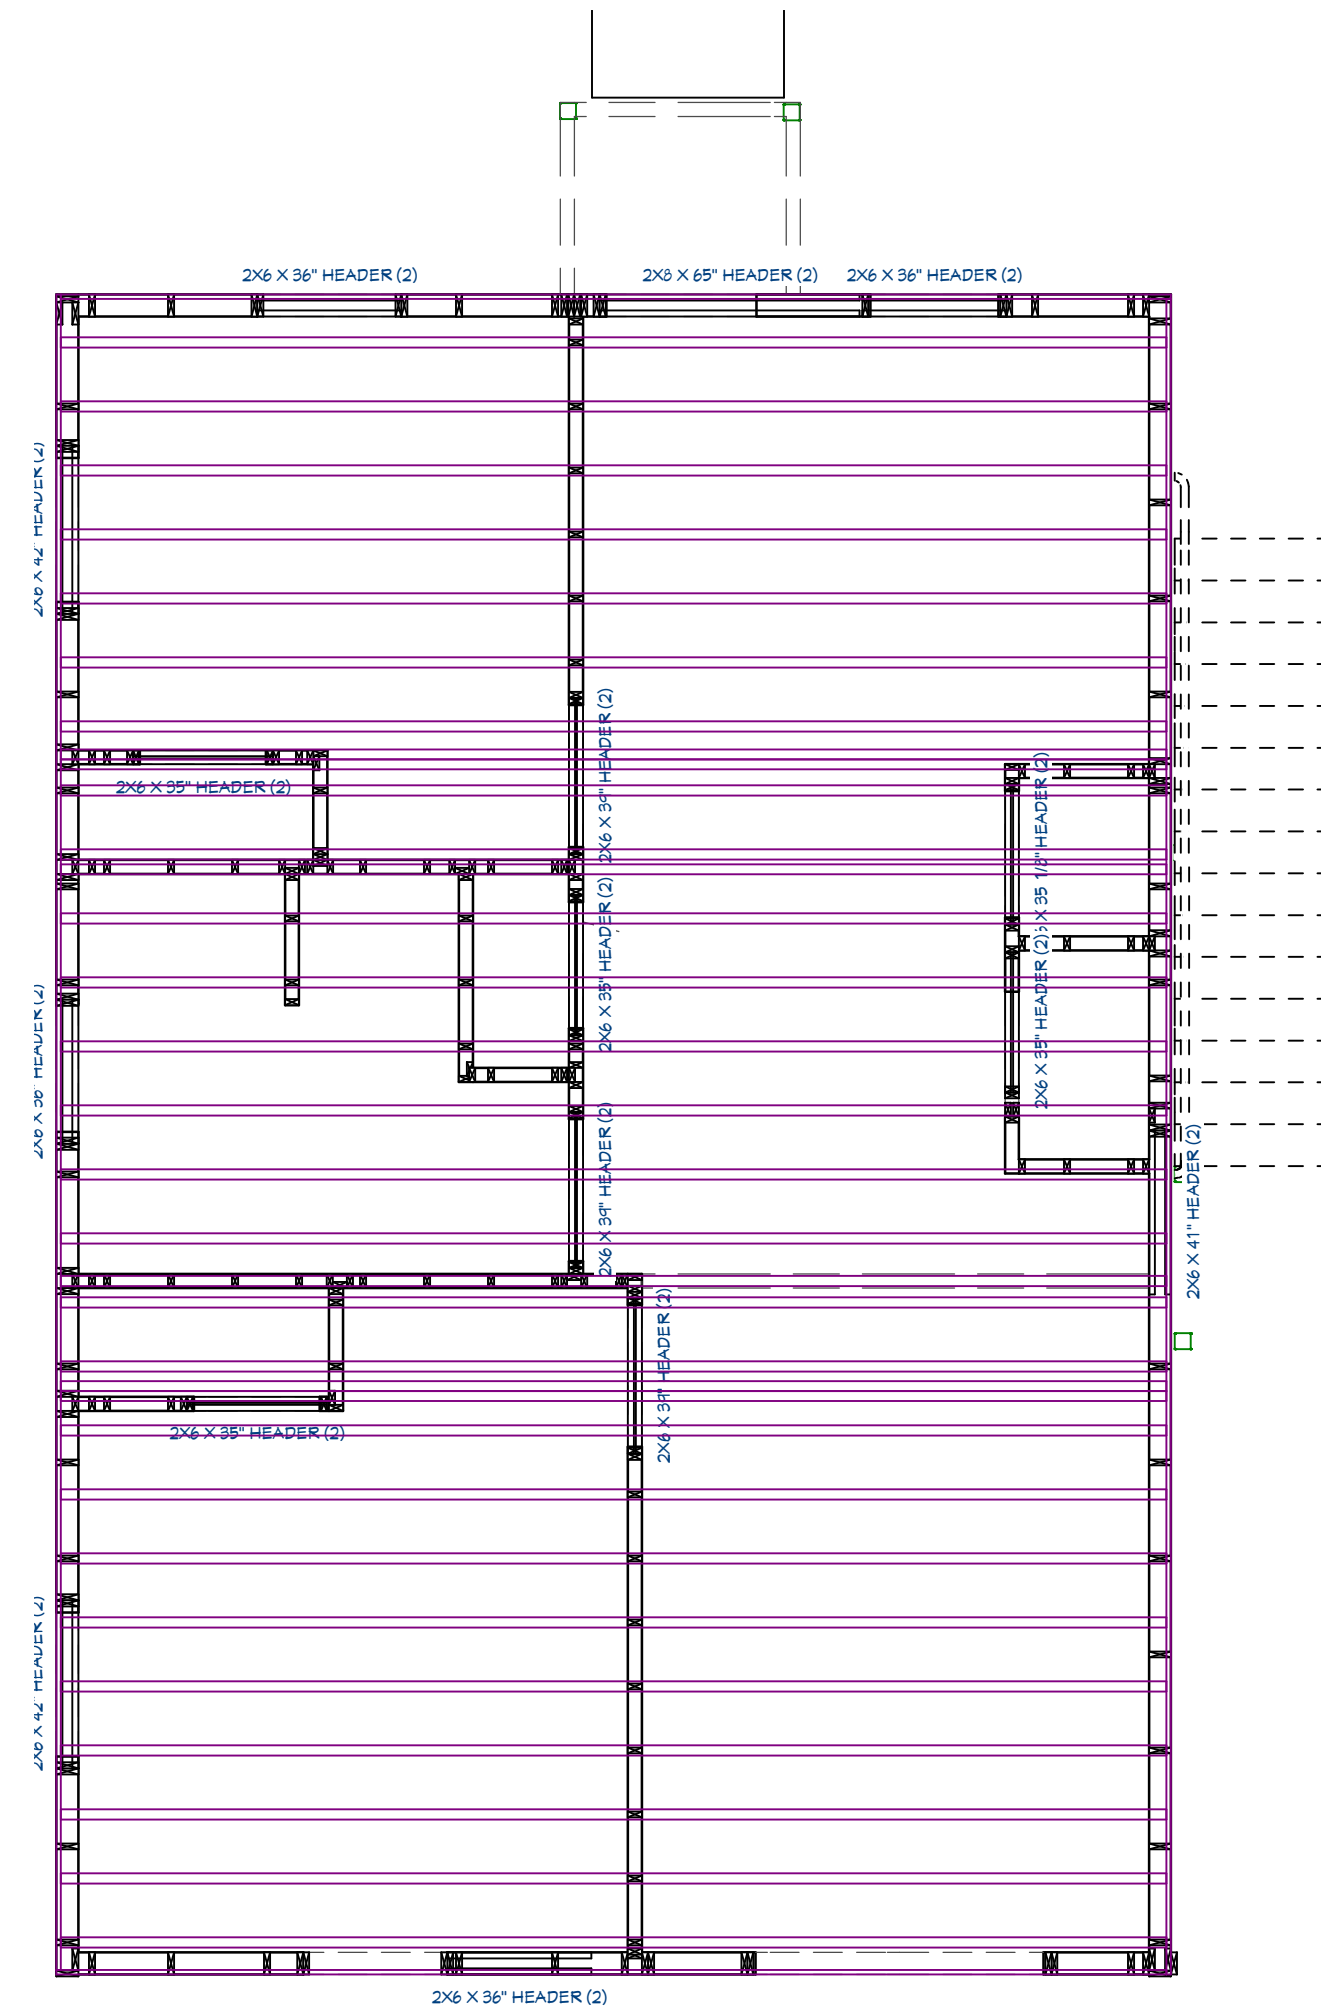 2X6 X 36" HEADER (2)
2X8 X 65" HEADER (2)
2X6 X 36" HEADER (2)
2X6 X 42" HEADER (2)
2X6 X 39" HEADER (2)
2X6 X 35" HEADER (2)
X 35 1/8" HEADER (2)
2X6 X 35" HEADER (2)
2X6 X 35" HEADER (2)
2X6 X 36" HEADER (2)
2X6 X 39" HEADER (2)
2X6 X 41" HEADER (2)
2X6 X 39" HEADER (2)
2X6 X 35" HEADER (2)
2X6 X 42" HEADER (2)
2X6 X 36" HEADER (2)